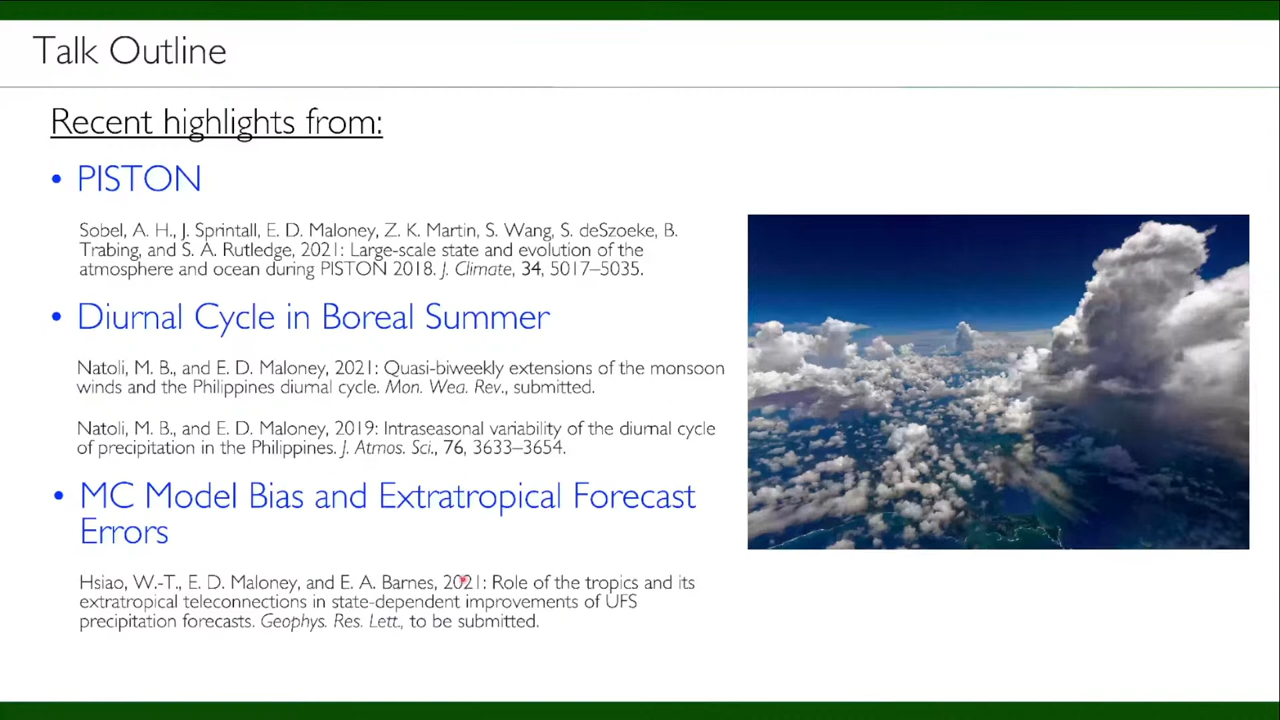 Talk Outline
Recent highlights from:
• PISTON
Sobel, A. H., J. Sprintall, E. D. Maloney, Z. K. Martin, S. Wang, S. deSzoeke, B.
Trabing, and S. A. Rutledge, 2021: Large-scale state and evolution of the
atmosphere and ocean during PISTON 2018. J. Climate, 34, 5017–5035.
• Diurnal Cycle in Boreal Summer
Natoli, M. B., and E. D. Maloney, 2021: Quasi-biweekly extensions of the monsoon
winds and the Philippines diurnal cycle. Mon. Wea. Rev., submitted.
Natoli, M. B., and E. D. Maloney, 2019: Intraseasonal variability of the diurnal cycle
of precipitation in the Philippines. J. Atmos. Sci., 76, 3633–3654.
• MC Model Bias and Extratropical Forecast
Errors
Hsiao, W.-T., E. D. Maloney, and E. A. Barnes, 2021: Role of the tropics and its
extratropical teleconnections in state-dependent improvements of UFS
precipitation forecasts. Geophys. Res. Lett., to be submitted.